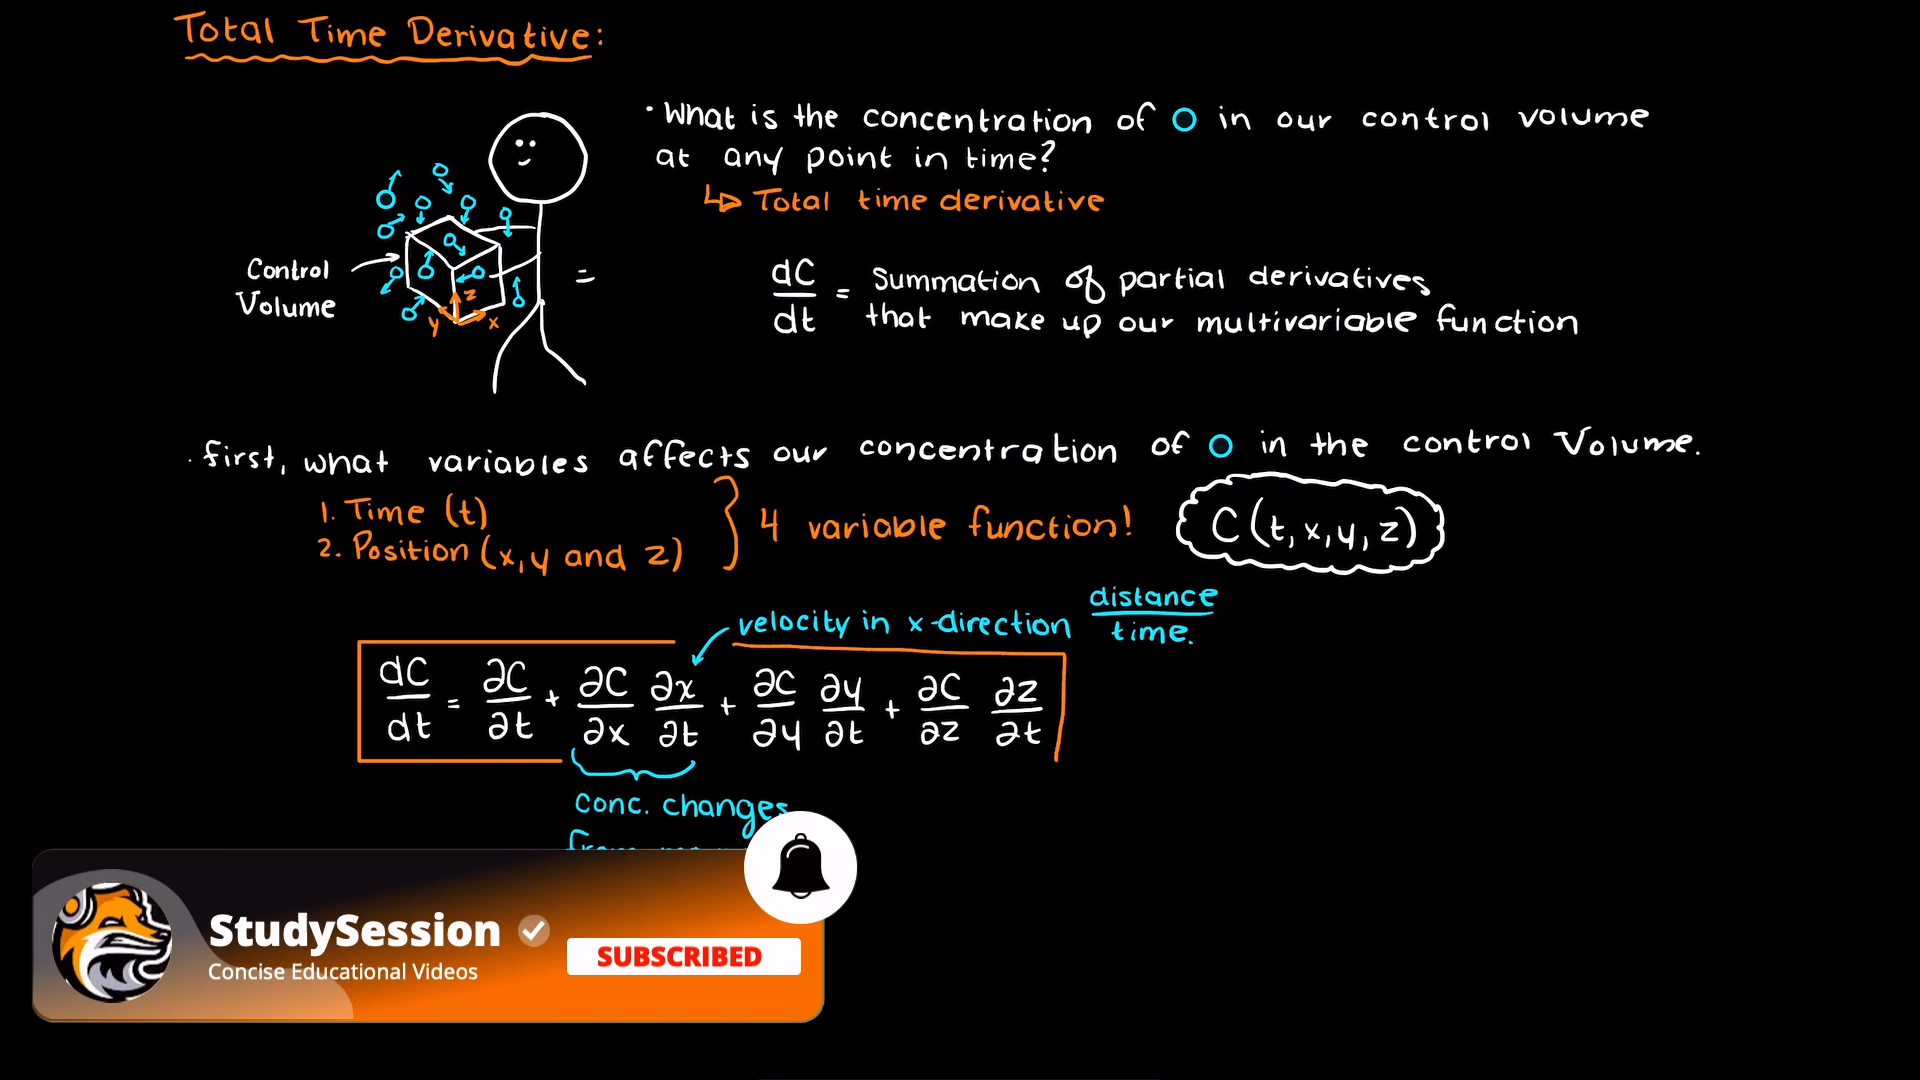 Total Time Derivative:
• What is the concentration of O in our control volume
at any point in time?
↳ Total time derivative
Control
Volume
z
y
x
=
dC/dt = Summation of partial derivatives
that make up our multivariable function
. first, what variables affects our concentration of O in the control Volume.
1. Time (t)
2. Position (x, y and z)
} 4 variable function!
C(t, x, y, z)
velocity in x-direction distance/time.
dC/dt = ∂C/∂t + ∂C/∂x ∂x/∂t + ∂C/∂y ∂y/∂t + ∂C/∂z ∂z/∂t
conc. changes
from
StudySession
Concise Educational Videos
SUBSCRIBED